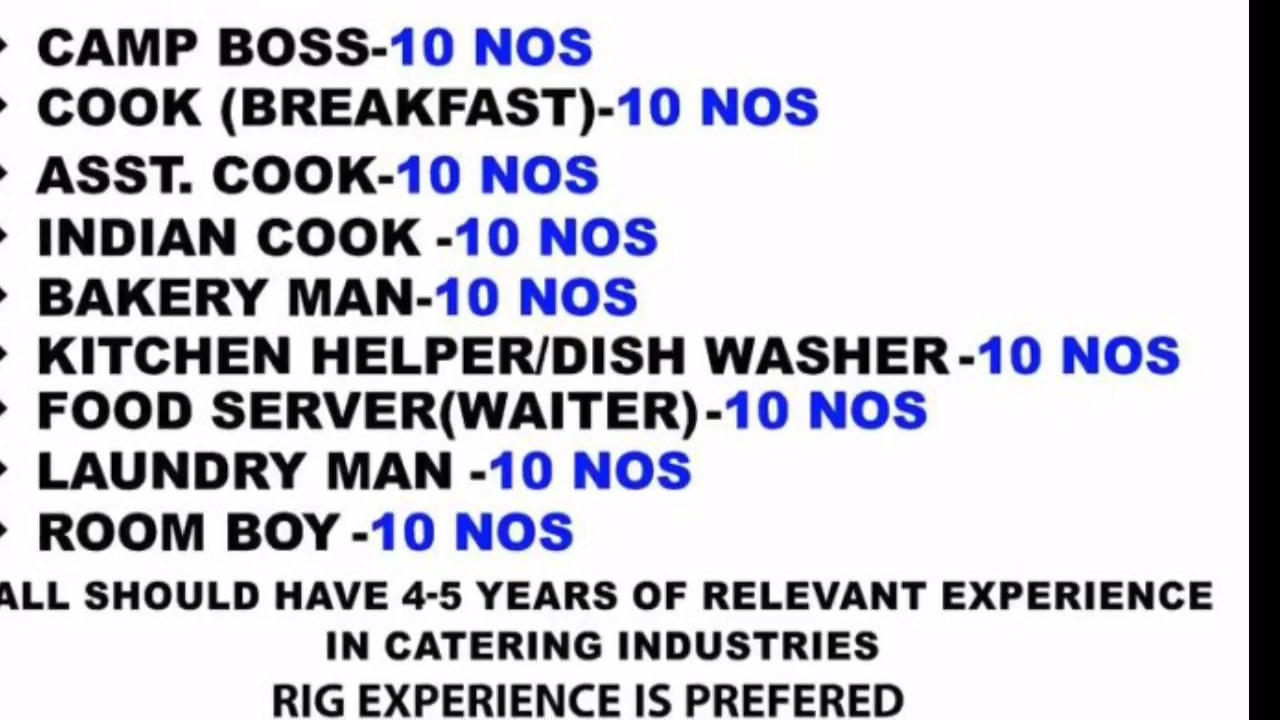 CAMP BOSS-10 NOS
COOK (BREAKFAST)-10 NOS
ASST. COOK-10 NOS
INDIAN COOK -10 NOS
BAKERY MAN-10 NOS
KITCHEN HELPER/DISH WASHER -10 NOS
FOOD SERVER(WAITER) -10 NOS
LAUNDRY MAN -10 NOS
ROOM BOY -10 NOS
ALL SHOULD HAVE 4-5 YEARS OF RELEVANT EXPERIENCE
IN CATERING INDUSTRIES
RIG EXPERIENCE IS PREFERED